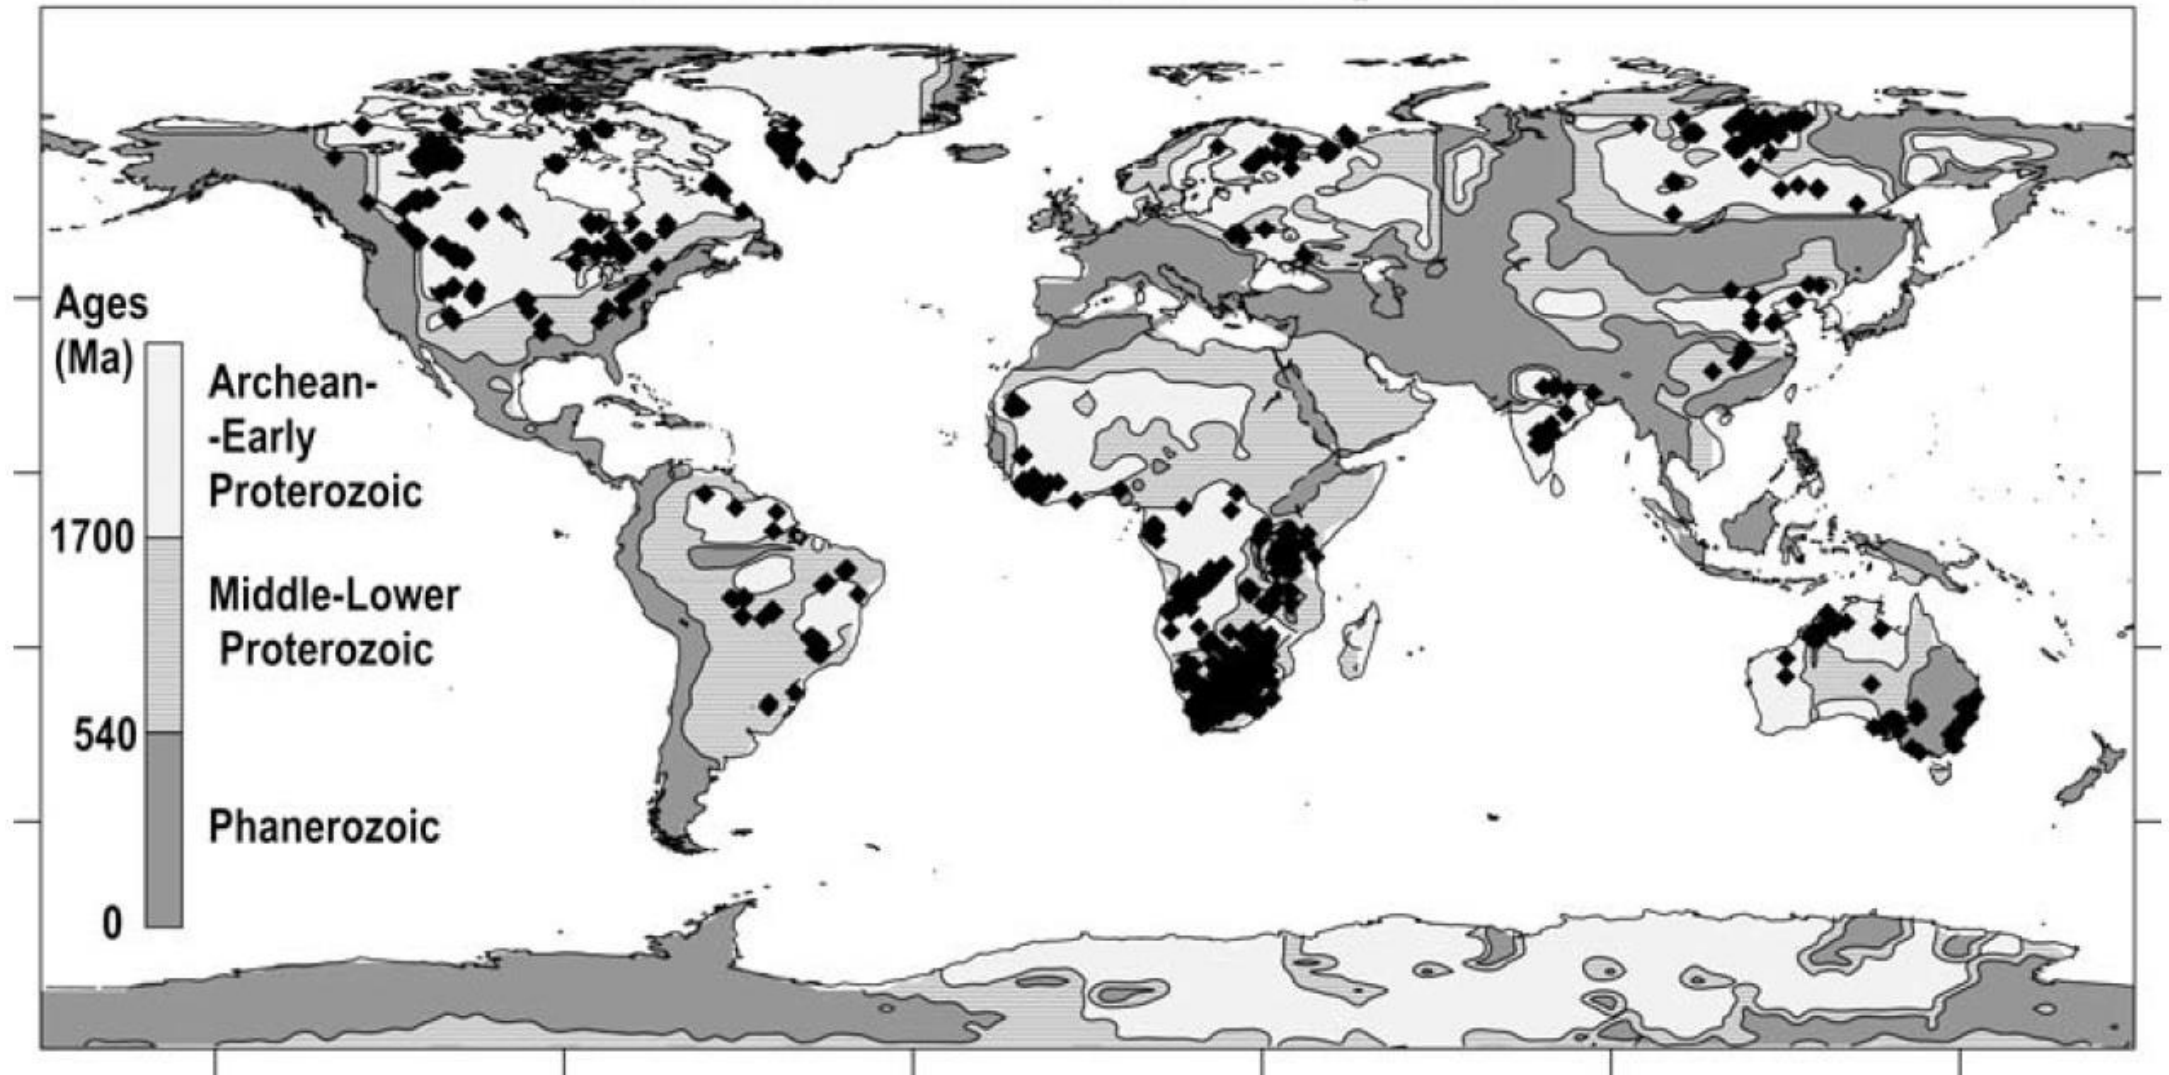 Ages
(Ma)
Archean-
-Early
Proterozoic
1700
Middle-Lower
Proterozoic
540
Phanerozoic
0